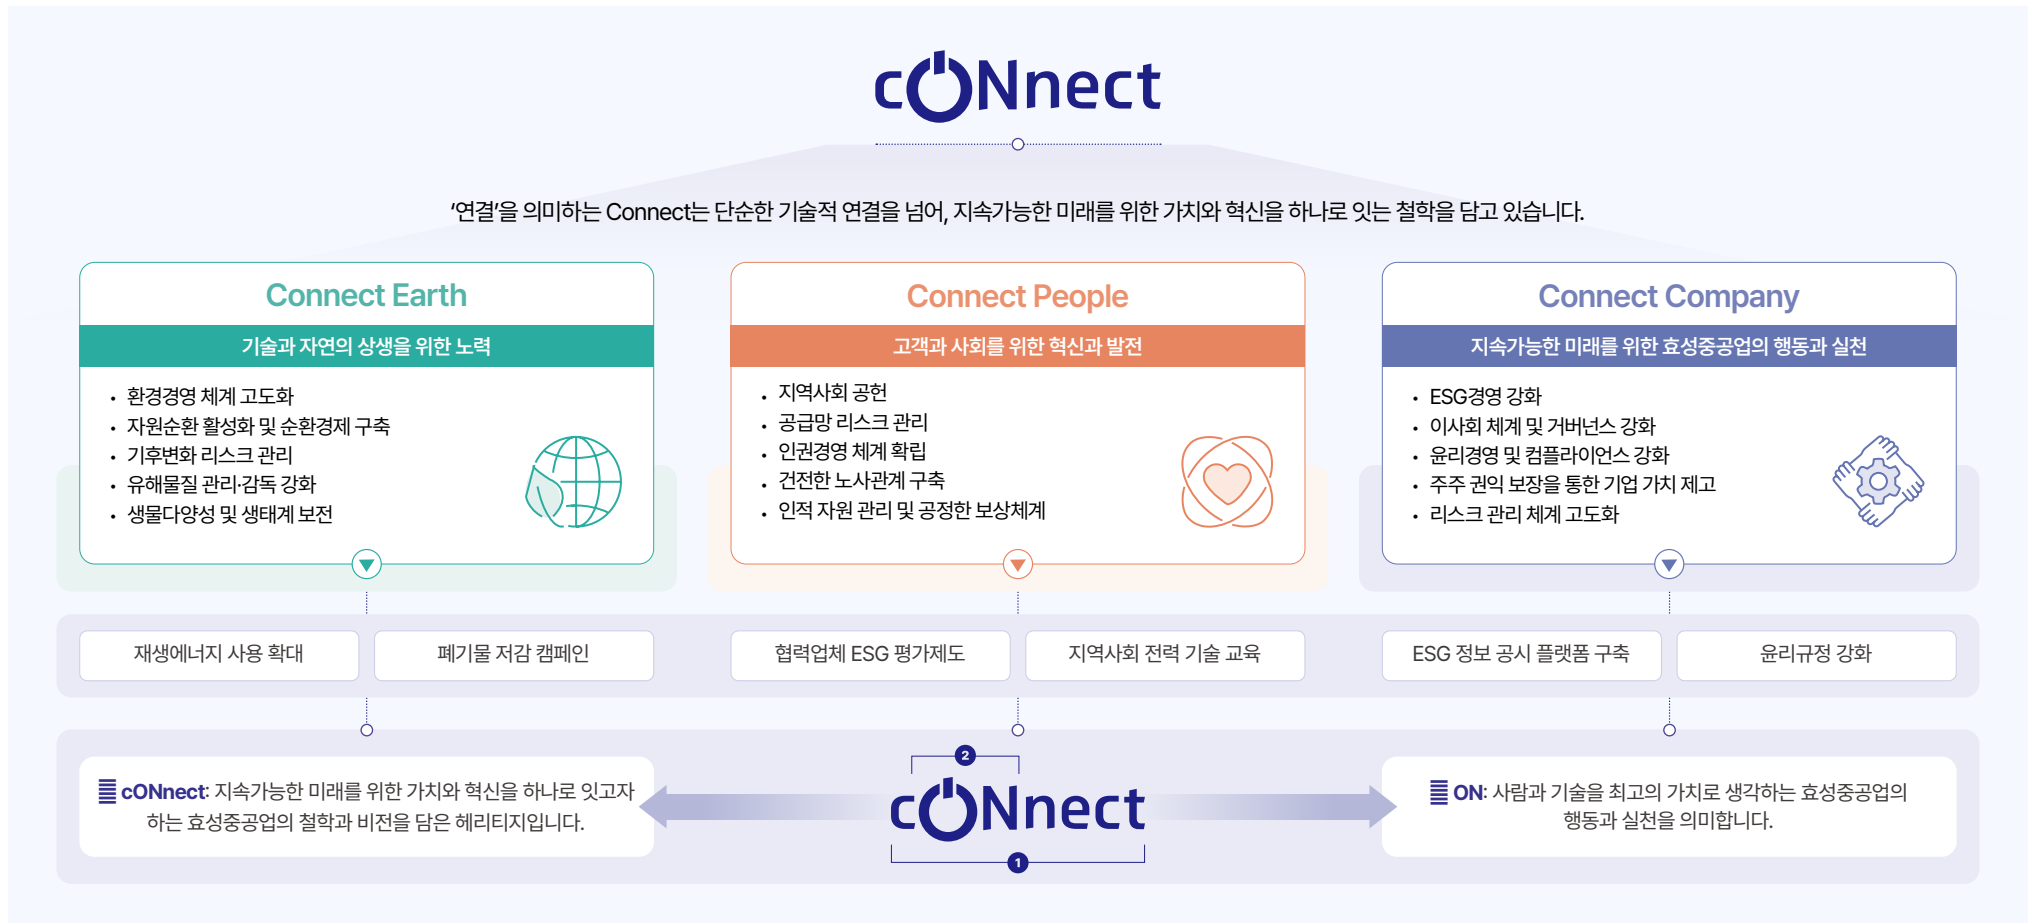 cONnect
‘연결’을 의미하는 Connect는 단순한 기술적 연결을 넘어, 지속가능한 미래를 위한 가치와 혁신을 하나로 잇는 철학을 담고 있습니다.
Connect Earth
기술과 자연의 상생을 위한 노력
• 환경경영 체계 고도화
• 자원순환 활성화 및 순환경제 구축
• 기후변화 리스크 관리
• 유해물질 관리·감독 강화
• 생물다양성 및 생태계 보전
Connect People
고객과 사회를 위한 혁신과 발전
• 지역사회 공헌
• 공급망 리스크 관리
• 인권경영 체계 확립
• 건전한 노사관계 구축
• 인적 자원 관리 및 공정한 보상체계
Connect Company
지속가능한 미래를 위한 효성중공업의 행동과 실천
• ESG경영 강화
• 이사회 체계 및 거버넌스 강화
• 윤리경영 및 컴플라이언스 강화
• 주주 권익 보장을 통한 기업 가치 제고
• 리스크 관리 체계 고도화
재생에너지 사용 확대
폐기물 저감 캠페인
협력업체 ESG 평가제도
지역사회 전력 기술 교육
ESG 정보 공시 플랫폼 구축
윤리규정 강화
cONnect: 지속가능한 미래를 위한 가치와 혁신을 하나로 잇고자
하는 효성중공업의 철학과 비전을 담은 헤리티지입니다.
2
cONnect
1
ON: 사람과 기술을 최고의 가치로 생각하는 효성중공업의
행동과 실천을 의미합니다.